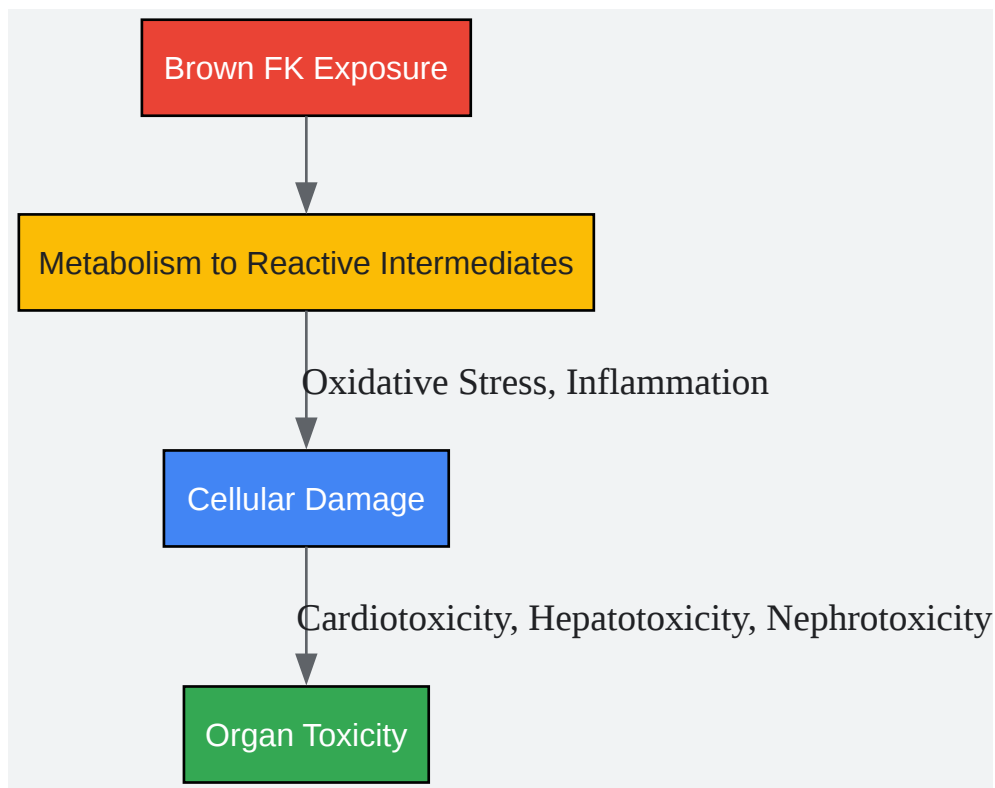 Brown FK Exposure
Metabolism to Reactive Intermediates
Oxidative Stress, Inflammation
Cellular Damage
Cardiotoxicity, Hepatotoxicity, Nephrotoxicity
Organ Toxicity